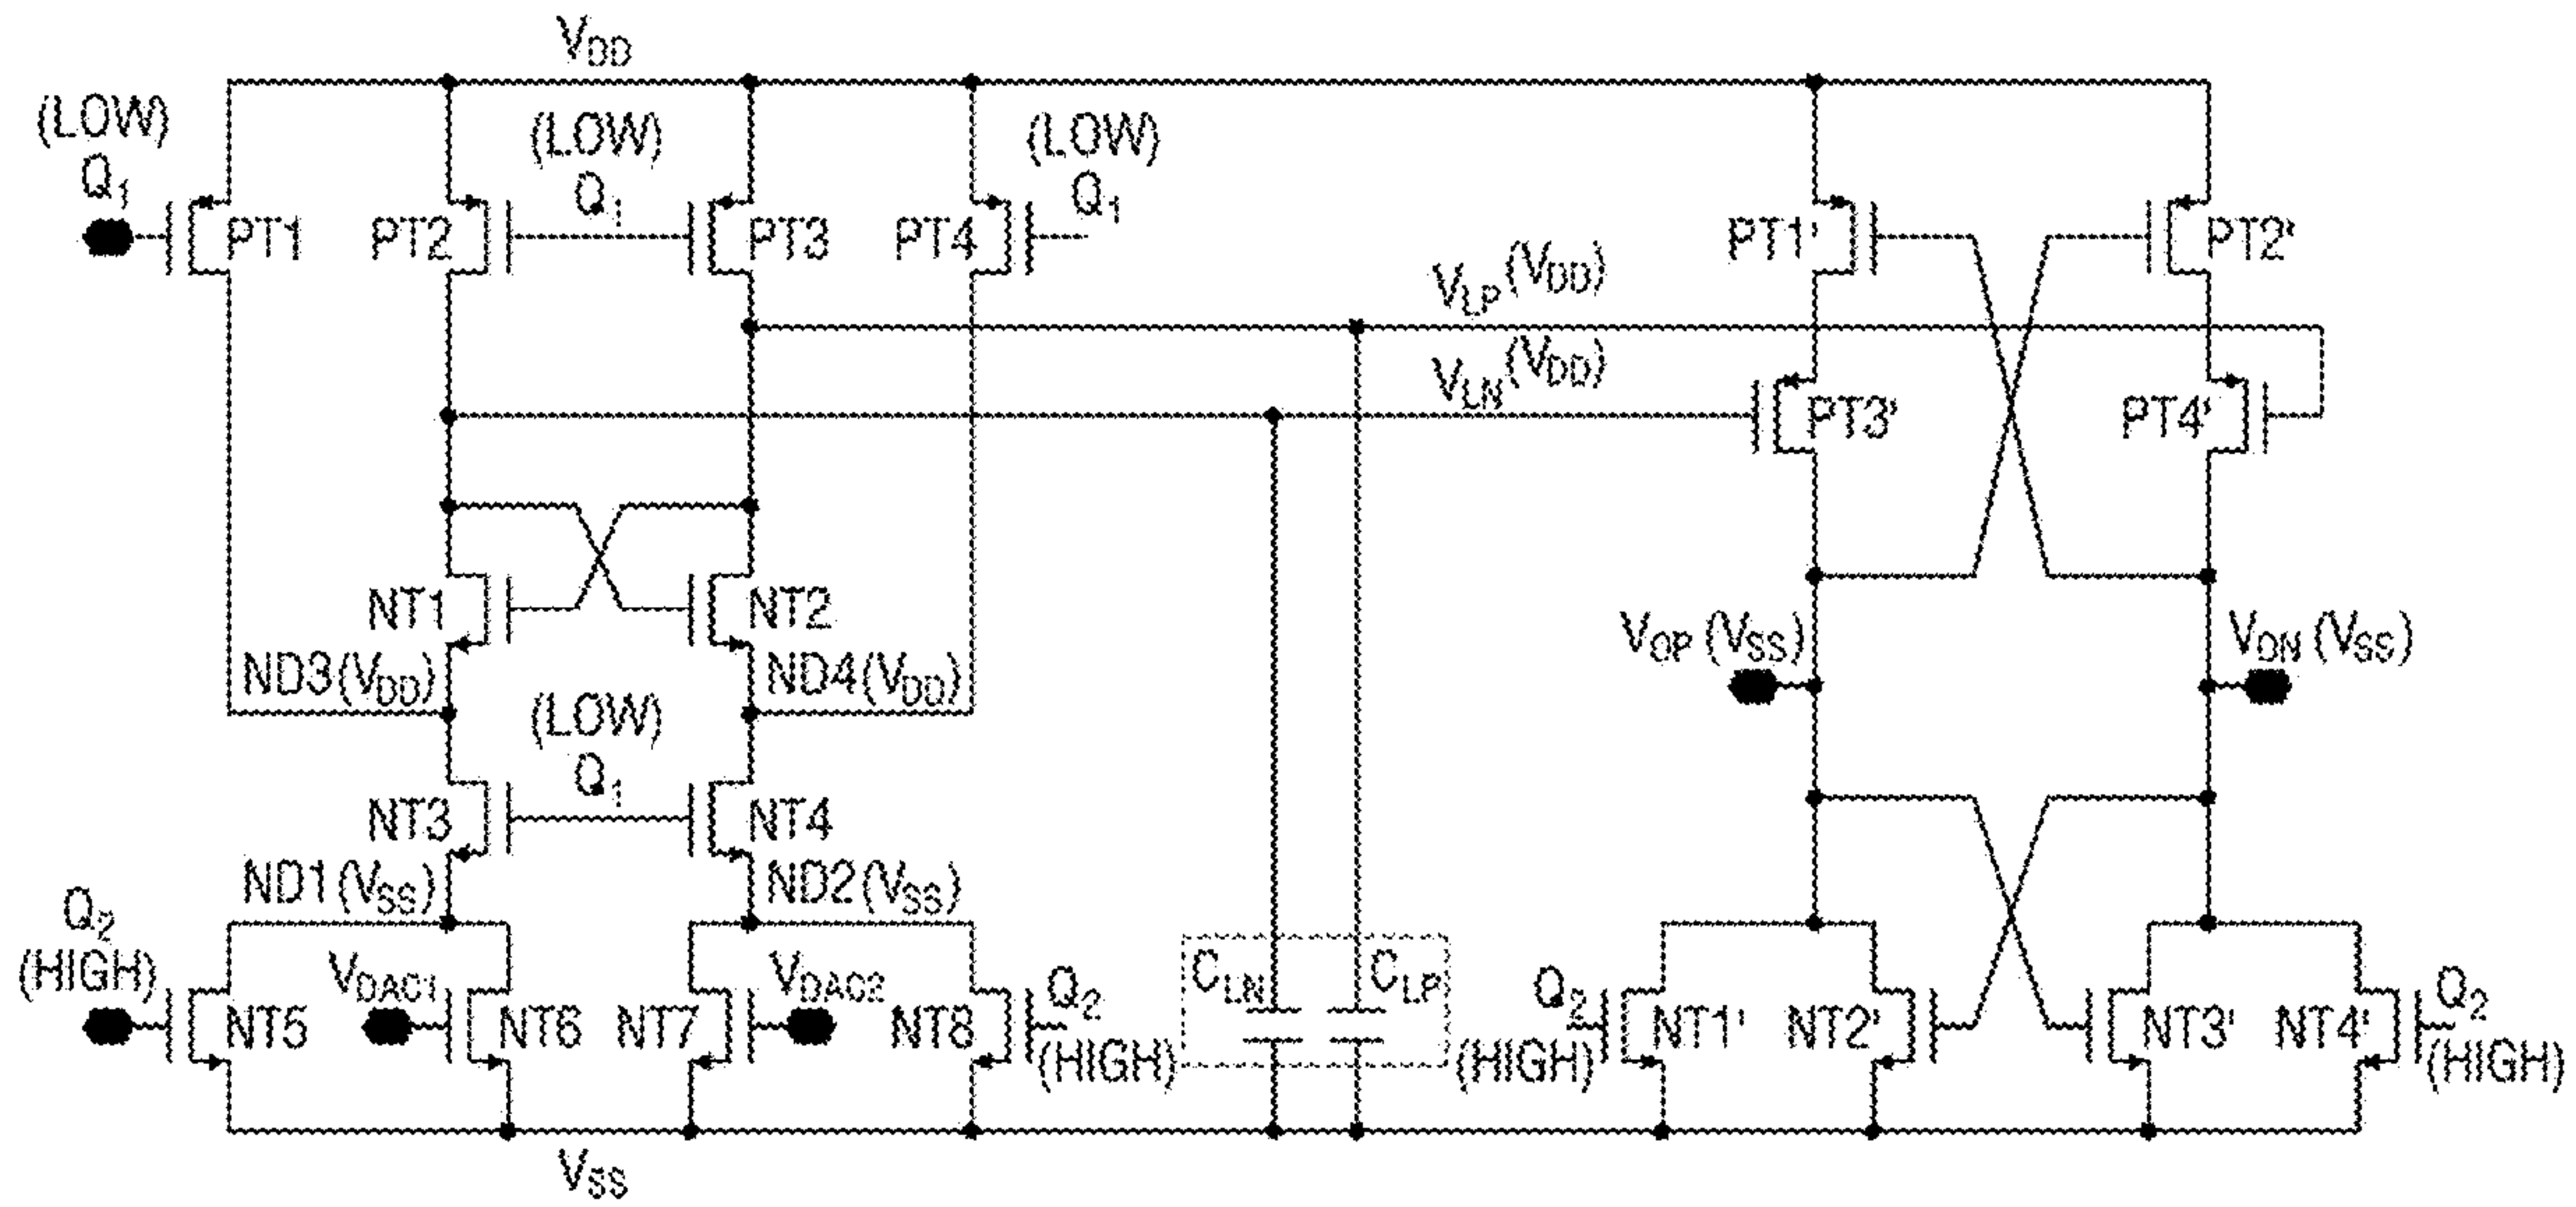 VDD
(LOW)
Q1
(LOW)
Q1
(LOW)
Q1
PT1
PT2
PT3
PT4
PT1'
PT2'
VLP(VDD)
VLN(VDD)
PT3'
PT4'
NT1
NT2
ND3(VDD)
ND4(VDD)
VOP(VSS)
VON(VSS)
(LOW)
Q1
NT3
NT4
ND1(VSS)
ND2(VSS)
Q2
(HIGH)
VDAC1
VDAC2
Q2
(HIGH)
CLN
CLP
Q2
(HIGH)
Q2
(HIGH)
NT5
NT6
NT7
NT8
NT1'
NT2'
NT3'
NT4'
VSS